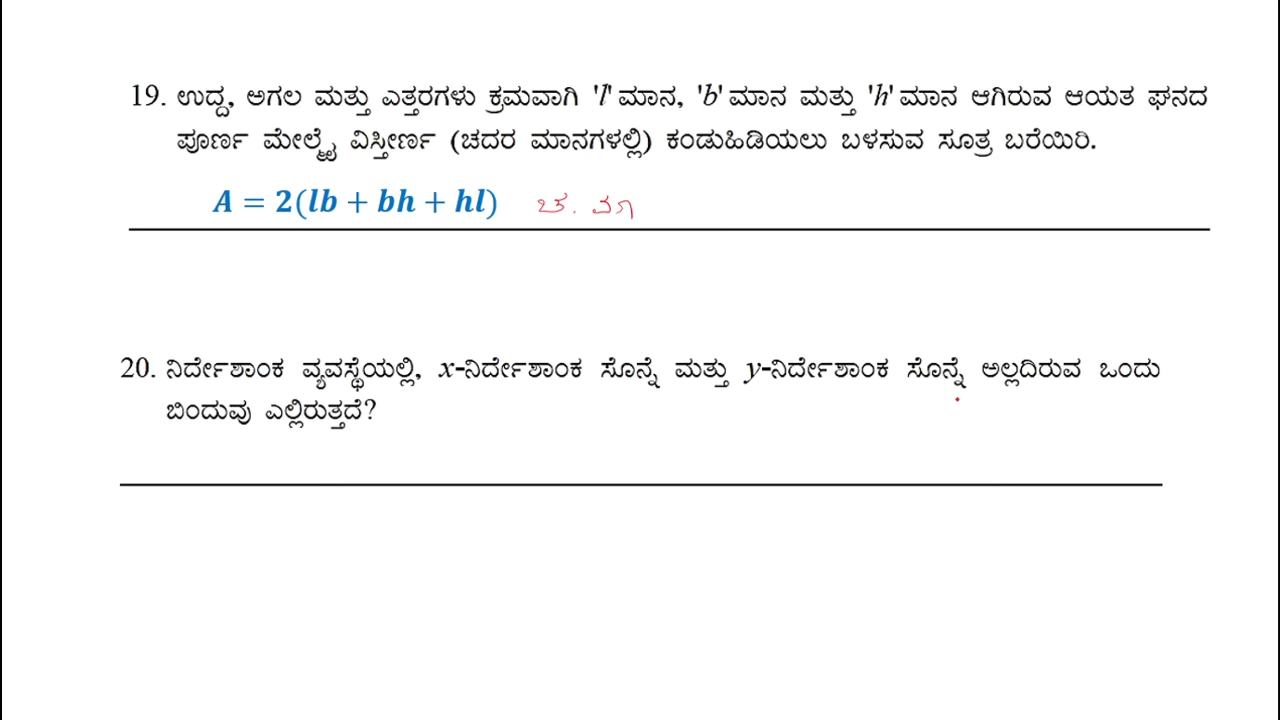 19. ಉದ್ದ, ಅಗಲ ಮತ್ತು ಎತ್ತರಗಳು ಕ್ರಮವಾಗಿ 'l' ಮಾನ, 'b' ಮಾನ ಮತ್ತು 'h' ಮಾನ ಆಗಿರುವ ಆಯತ ಘನದ
ಪೂರ್ಣ ಮೇಲ್ಮೈ ವಿಸ್ತೀರ್ಣ (ಚದರ ಮಾನಗಳಲ್ಲಿ) ಕಂಡುಹಿಡಿಯಲು ಬಳಸುವ ಸೂತ್ರ ಬರೆಯಿರಿ.
A = 2(lb + bh + hl) ಚ. ಮಾ
20. ನಿರ್ದೇಶಾಂಕ ವ್ಯವಸ್ಥೆಯಲ್ಲಿ, x-ನಿರ್ದೇಶಾಂಕ ಸೊನ್ನೆ ಮತ್ತು y-ನಿರ್ದೇಶಾಂಕ ಸೊನ್ನೆ ಅಲ್ಲದಿರುವ ಒಂದು
ಬಿಂದುವು ಎಲ್ಲಿರುತ್ತದೆ?